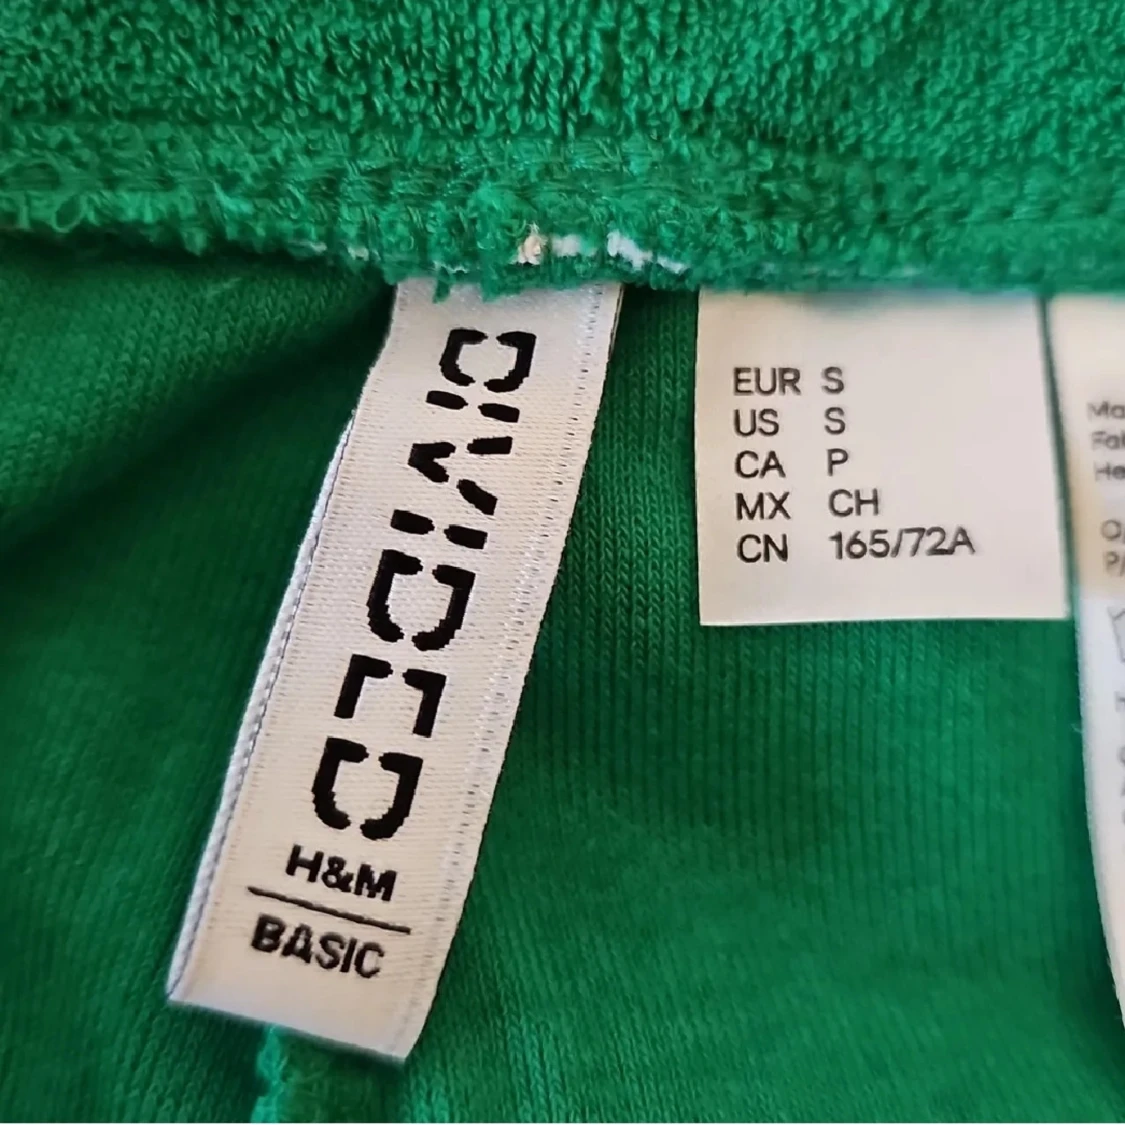 DIVIDED
H&M
BASIC
EUR S
US S
CA P
MX CH
CN 165/72A